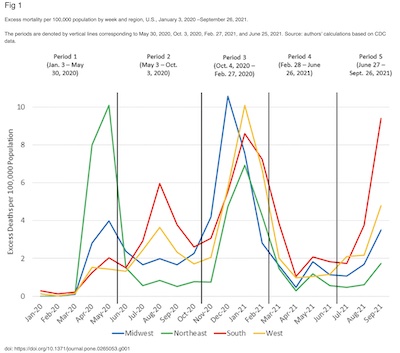 Fig 1
Excess mortality per 100,000 population by week and region, U.S., January 3, 2020 –September 26, 2021.
The periods are denoted by vertical lines corresponding to May 30, 2020, Oct. 3, 2020, Feb. 27, 2021, and June 25, 2021. Source: authors' calculations based on CDC
data.
Period 1
(Jan. 3 – May
30, 2020)
Period 2
(May 3 – Oct.
3, 2020)
Period 3
(Oct. 4, 2020 –
Feb. 27, 2020)
Period 4
(Feb. 28 – June
26, 2021)
Period 5
(June 27 –
Sept. 26, 2021)
Excess Deaths per 100,000 Population
10
8
6
4
2
0
Jan-20
Feb-20
Mar-20
Apr-20
May-20
Jun-20
Jul-20
Aug-20
Sep-20
Oct-20
Nov-20
Dec-20
Jan-21
Feb-21
Mar-21
Apr-21
May-21
Jun-21
Jul-21
Aug-21
Sep-21
Midwest
Northeast
South
West
doi: https://doi.org/10.1371/journal.pone.0265053.g001